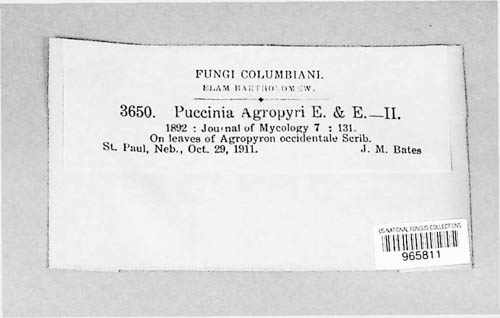 FUNGI COLUMBIANI.
ELAM BARTHOLOMEW.
3650. Puccinia Agropyri E. & E.—II.
1892 : Journal of Mycology 7 : 131.
On leaves of Agropyron occidentale Scrib.
St. Paul, Neb., Oct. 29, 1911. J. M. Bates
US NATIONAL FUNGUS COLLECTIONS
965811